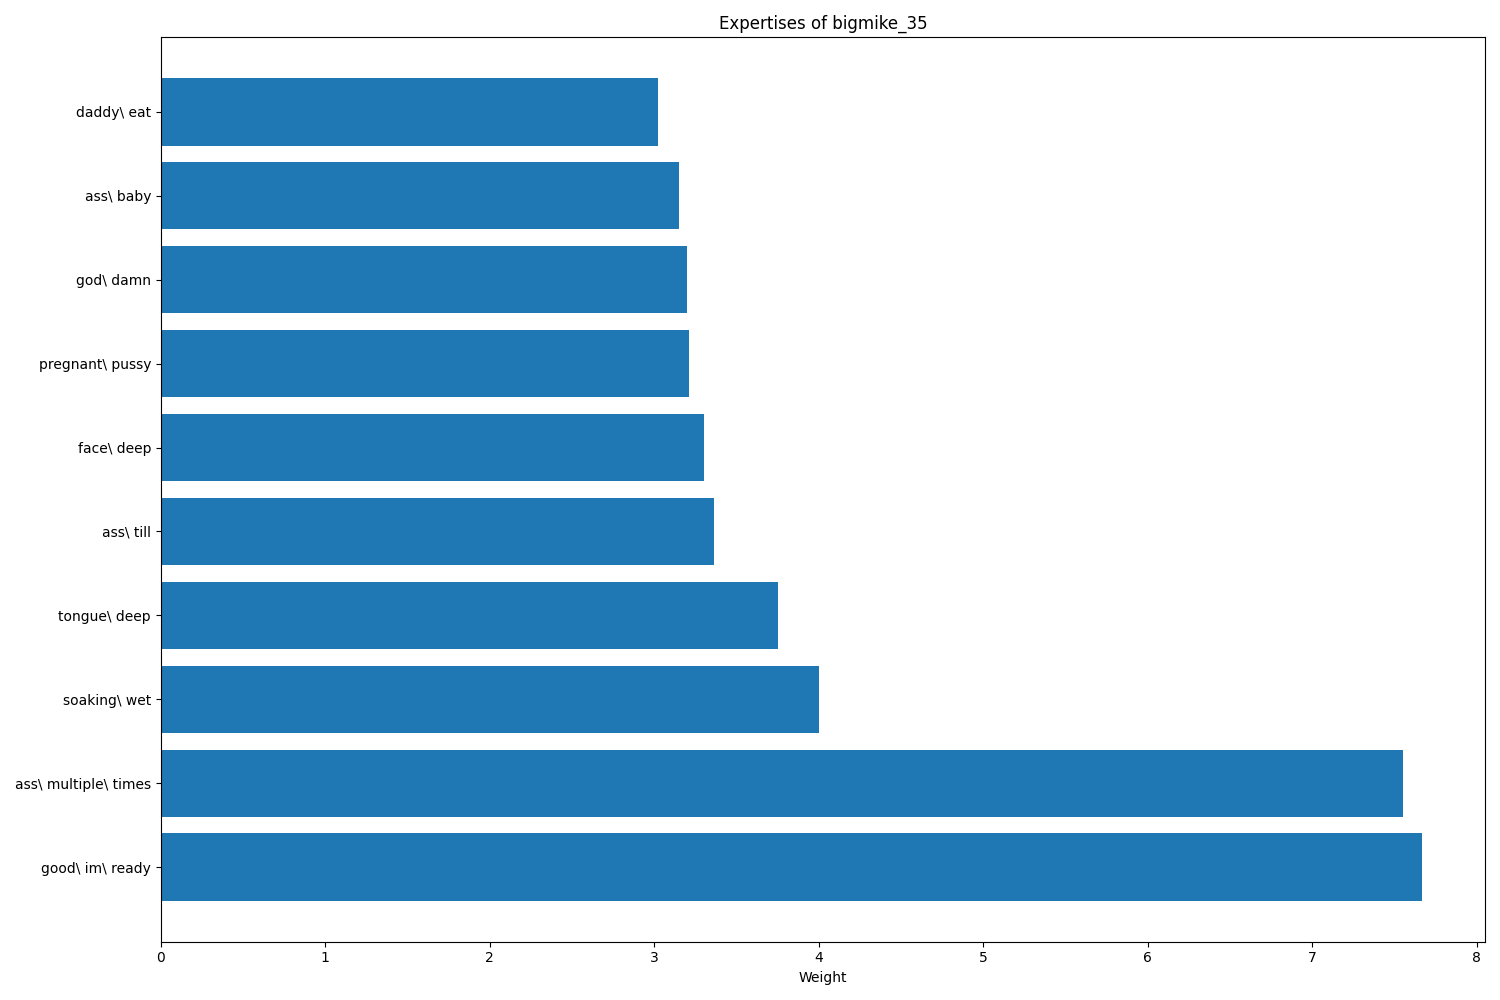 Expertises of bigmike_35
daddy\ eat
ass\ baby
god\ damn
pregnant\ pussy
face\ deep
ass\ till
tongue\ deep
soaking\ wet
ass\ multiple\ times
good\ im\ ready
0 1 2 3 4 5 6 7 8
Weight